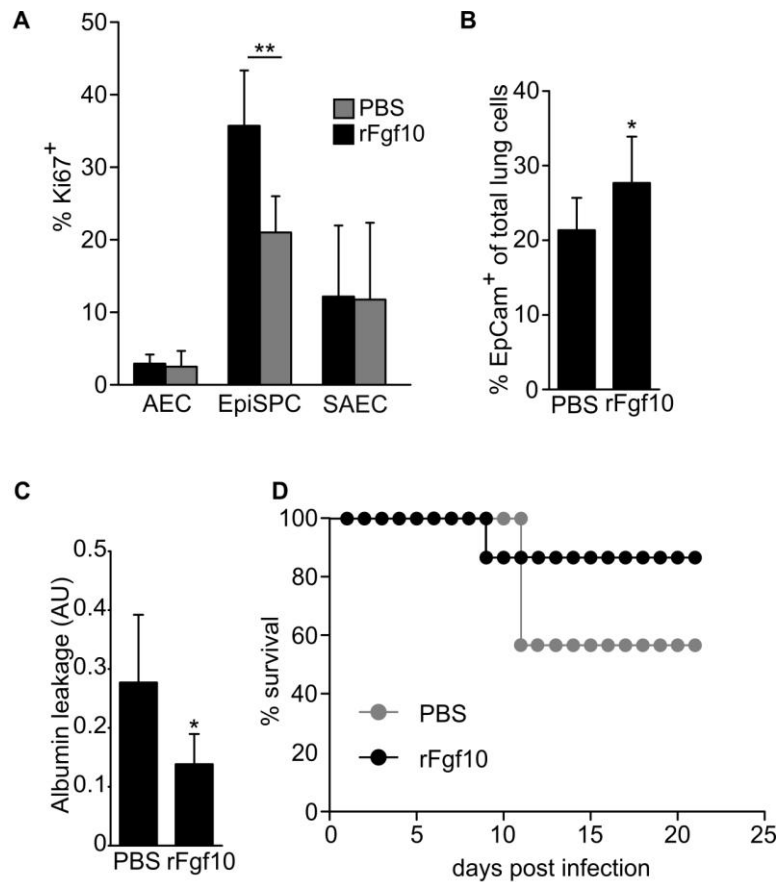 A
50
40
30
20
10
0
% Ki67+
**
PBS
rFgf10
AEC EpiSPC SAEC
B
40
30
20
10
0
% EpCam+ of total lung cells
*
PBS rFgf10
C
0.5
0.4
0.3
0.2
0.1
0
Albumin leakage (AU)
*
PBS rFgf10
D
100
80
60
40
20
0
% survival
PBS
rFgf10
0 5 10 15 20 25
days post infection